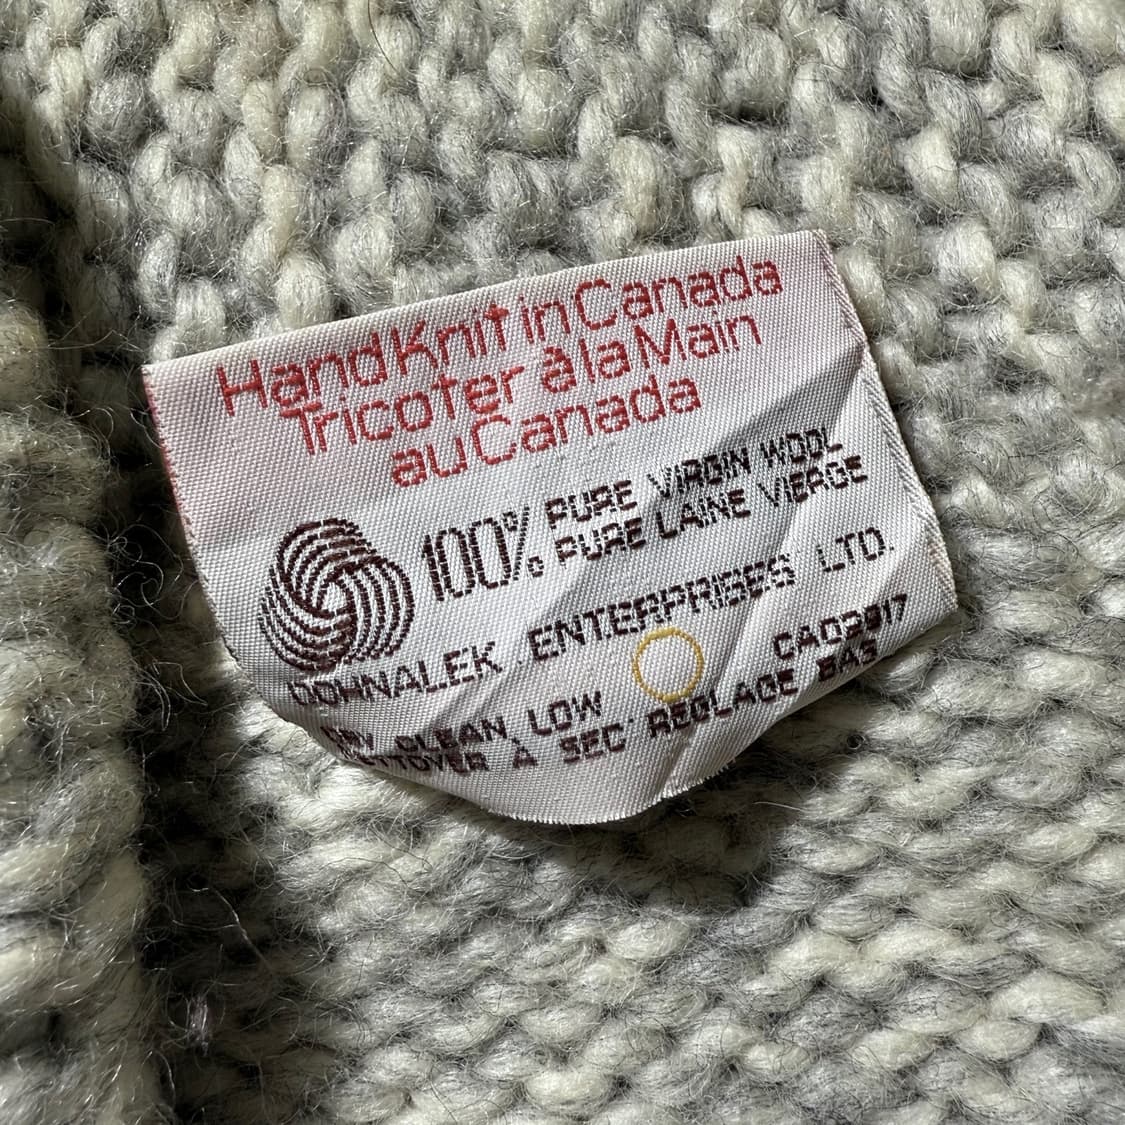 Hand Knit in Canada
Tricoter à la Main
au Canada
100% PURE VIRGIN WOOL
PURE LAINE VIERGE
DOHNALEK ENTERPRISES LTD.
CA02917
DRY CLEAN LOW
NETTOYER À SEC RÉGLAGE BAS